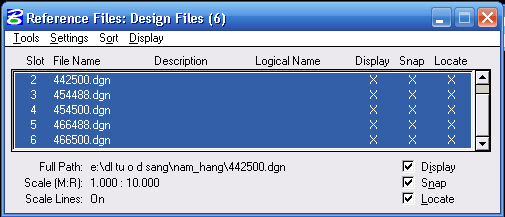 Reference Files: Design Files (6)
Tools Settings Sort Display
Slot File Name Description Logical Name Display Snap Locate
2 442500.dgn X X X
3 454488.dgn X X X
4 454500.dgn X X X
5 466488.dgn X X X
6 466500.dgn X X X
Full Path: e:\dl tu o d sang\nam_hang\442500.dgn Display
Scale (M:R): 1.000 : 10.000 Snap
Scale Lines: On Locate